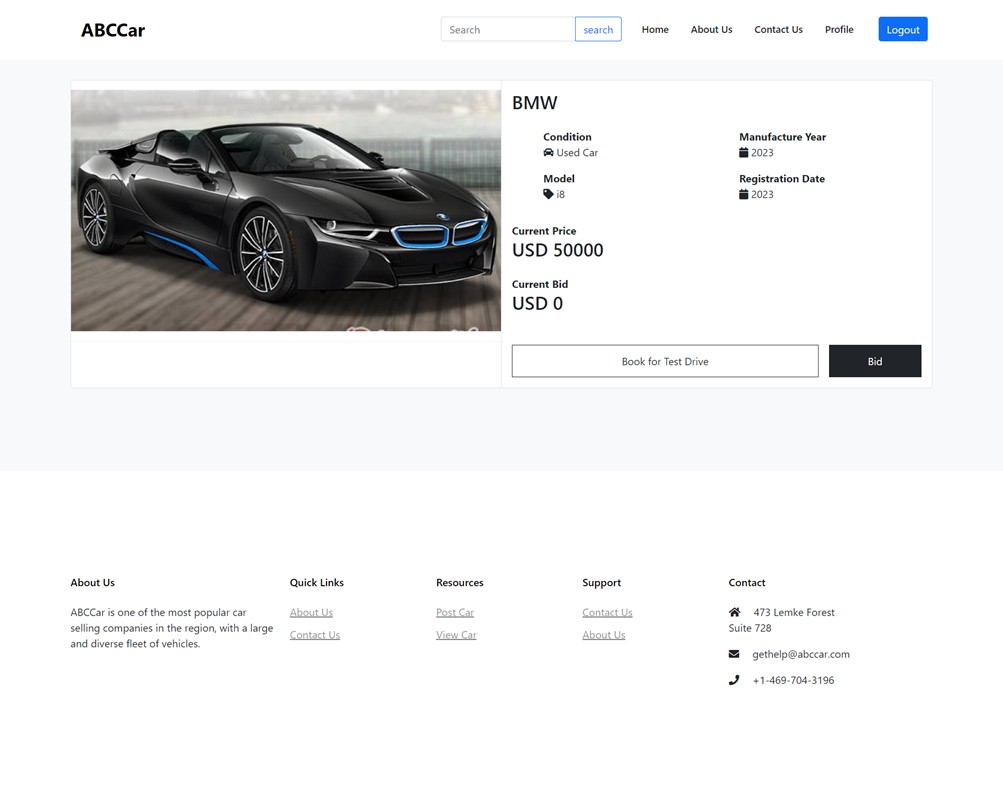 ABCCar
Search
search
Home
About Us
Contact Us
Profile
Logout
BMW
Condition
Used Car
Manufacture Year
2023
Model
i8
Registration Date
2023
Current Price
USD 50000
Current Bid
USD 0
Book for Test Drive
Bid
About Us
ABCCar is one of the most popular car
selling companies in the region, with a large
and diverse fleet of vehicles.
Quick Links
About Us
Contact Us
Resources
Post Car
View Car
Support
Contact Us
About Us
Contact
473 Lemke Forest
Suite 728
gethelp@abccar.com
+1-469-704-3196